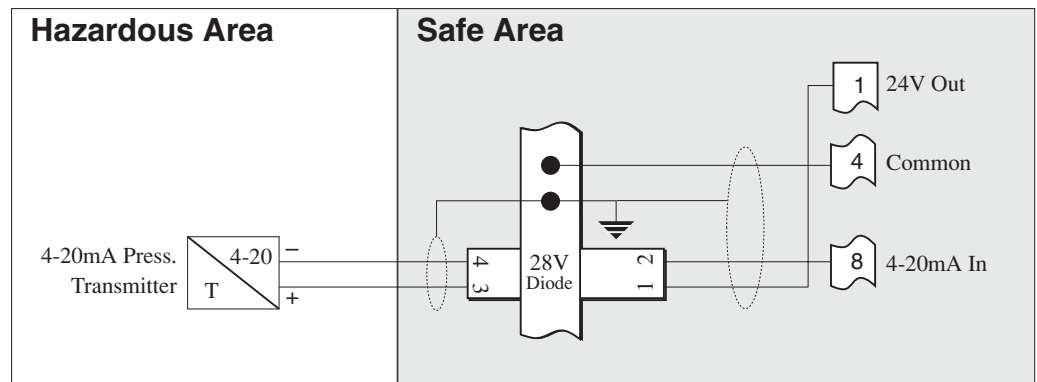 Hazardous Area
Safe Area
1
24V Out
4
Common
4-20mA Press.
Transmitter
4-20
T
–
+
4
3
28V
Diode
2
1
8
4-20mA In